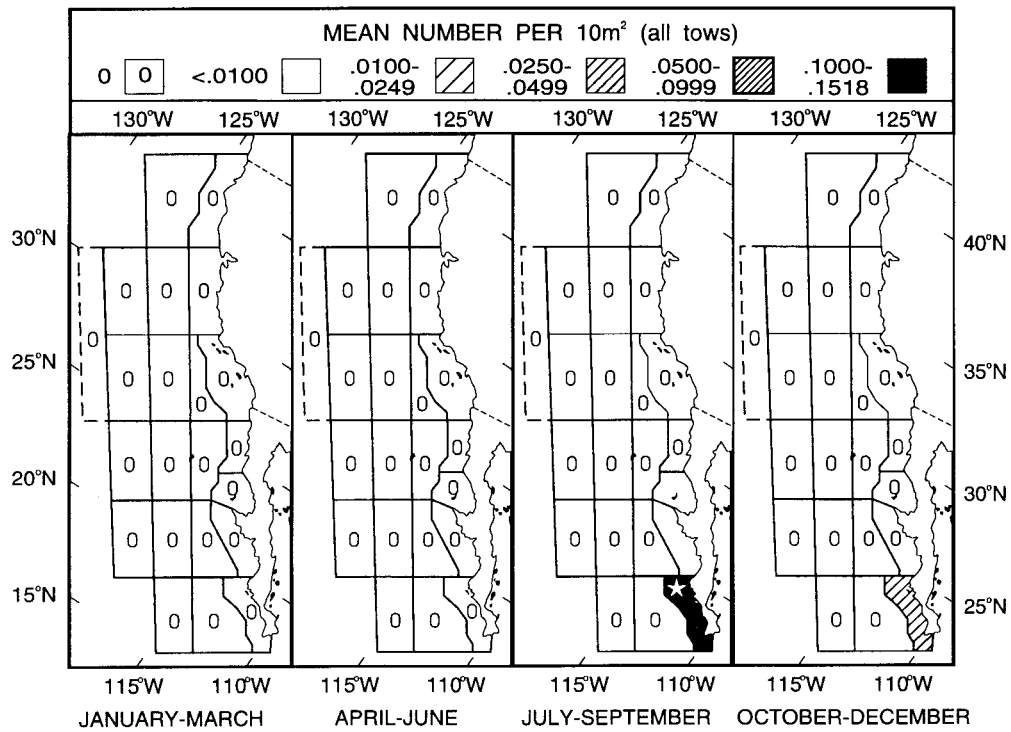 MEAN NUMBER PER 10m² (all tows)
0 0 <.0100 .0100-.0249 .0250-.0499 .0500-.0999 .1000-.1518
130°W 125°W 130°W 125°W 130°W 125°W 130°W 125°W
0 0 0 0 0 0 0 0
30°N 40°N
0 0 0 0 0 0 0 0 0 0 0 0
0 0 0 0
25°N 35°N
0 0 0 0 0 0 0 0 0 0 0 0
0 0 0 0
0 0 0 0
0 0 0 0 0 0 0 0 0 0 0 0
20°N 0 0 0 30°N
0 0 0 0 0 0 0 0 0 0 0 0 0 0 0
15°N 25°N
0 0
0 0 0 0 0 0 0 0
115°W 110°W 115°W 110°W 115°W 110°W 115°W 110°W
JANUARY-MARCH APRIL-JUNE JULY-SEPTEMBER OCTOBER-DECEMBER